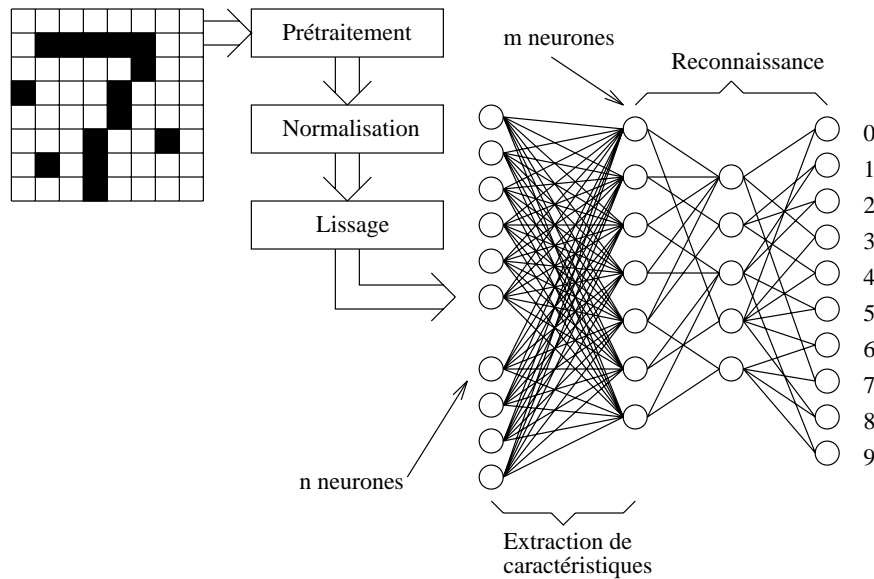 Prétraitement
Normalisation
Lissage
m neurones
Reconnaissance
0
1
2
3
4
5
6
7
8
9
n neurones
Extraction de
caractéristiques